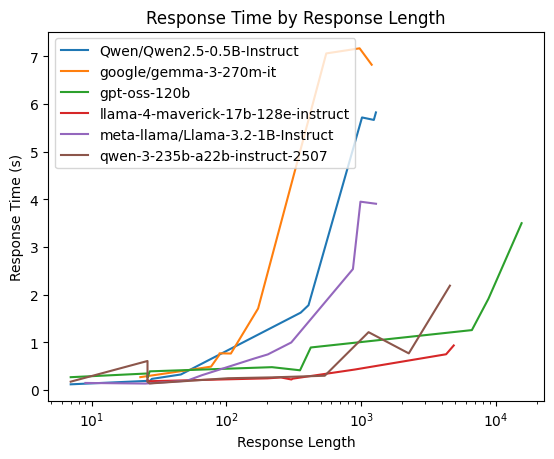 Response Time by Response Length
Response Time (s)
7
6
5
4
3
2
1
0
Qwen/Qwen2.5-0.5B-Instruct
google/gemma-3-270m-it
gpt-oss-120b
llama-4-maverick-17b-128e-instruct
meta-llama/Llama-3.2-1B-Instruct
qwen-3-235b-a22b-instruct-2507
10¹ 10² 10³ 10⁴
Response Length